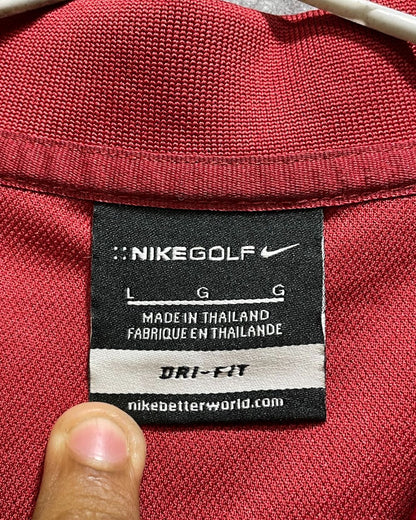 NIKEGOLF
L G G
MADE IN THAILAND
FABRIQUE EN THAILANDE
DRI-FIT
nikebetterworld.com